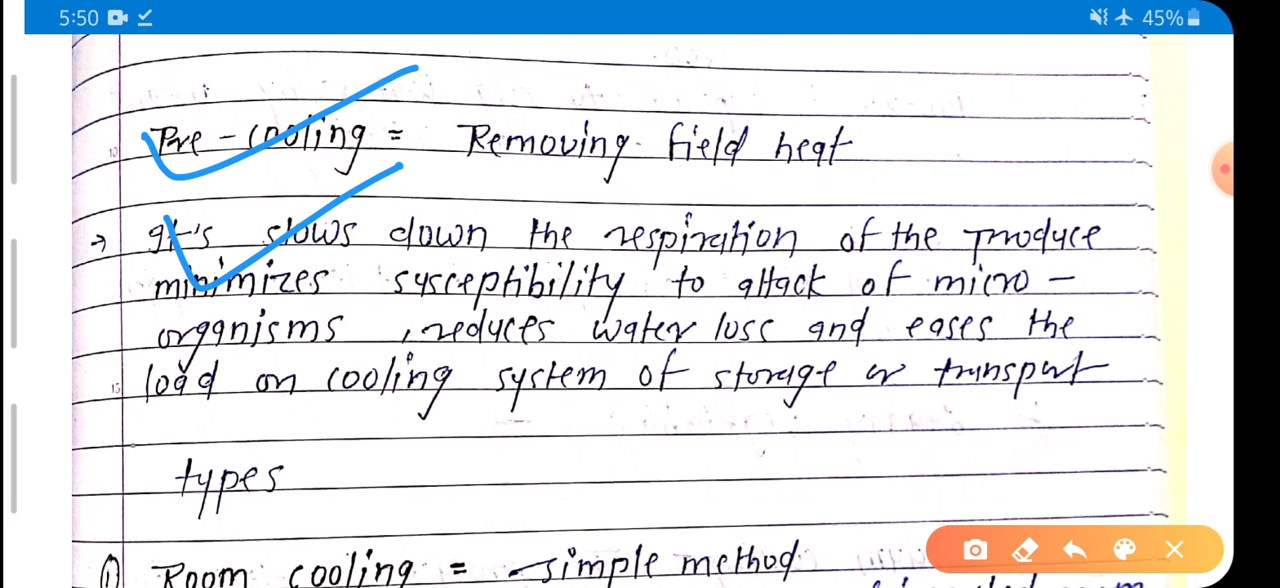 5:50
45%
Pre-cooling = Removing field heat
→ It's slows down the respiration of the produce
minimizes susceptibility to attack of micro-
organisms, reduces water loss and eases the
load on cooling system of storage or transport
types
① Room cooling = simple method